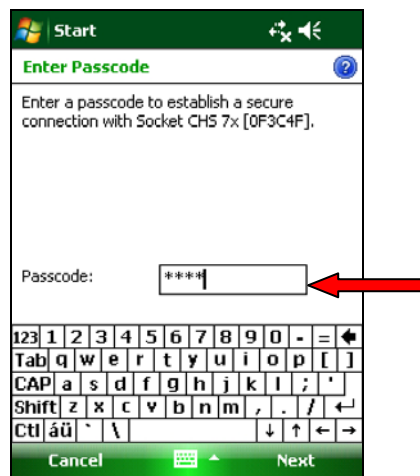 Start
Enter Passcode
Enter a passcode to establish a secure
connection with Socket CHS 7x [0F3C4F].
Passcode: ****
123 1 2 3 4 5 6 7 8 9 0 - =
Tab q w e r t y u i o p [ ]
CAP a s d f g h j k l ; '
Shift z x c v b n m , . /
Ctl áü ` \ ↓ ↑ ← →
Cancel Next